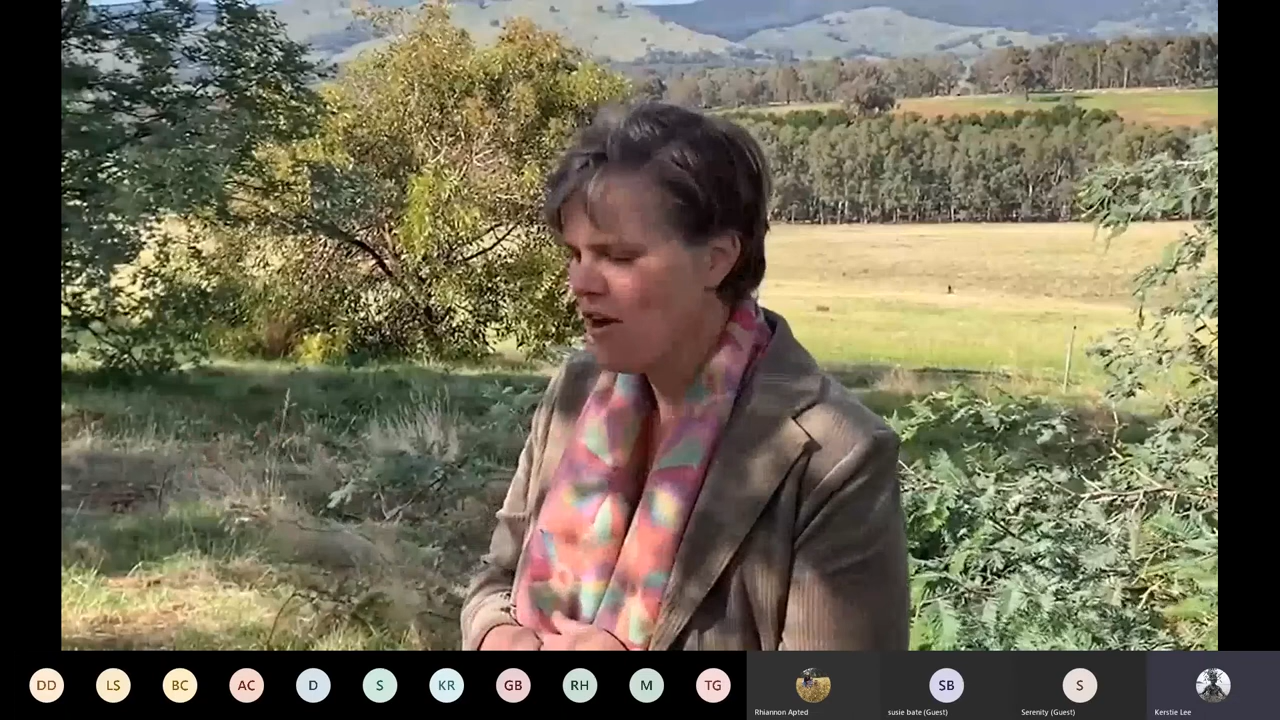 DD LS BC AC D S KR GB RH M TG SB S
Rhiannon Apted susie bate (Guest) Serenity (Guest) Kerstie Lee